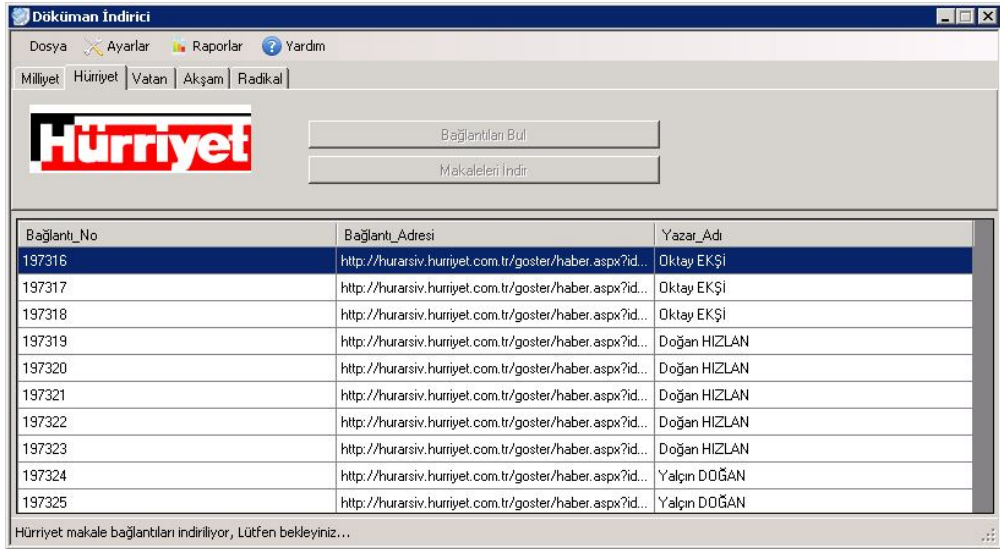 Döküman İndirici
Dosya Ayarlar Raporlar Yardım
Milliyet Hürriyet Vatan Akşam Radikal
Hürriyet
Bağlantıları Bul
Makaleleri İndir
Bağlantı_No Bağlantı_Adresi Yazar_Adı
197316 http://hurarsiv.hurriyet.com.tr/goster/haber.aspx?id... Oktay EKŞİ
197317 http://hurarsiv.hurriyet.com.tr/goster/haber.aspx?id... Oktay EKŞİ
197318 http://hurarsiv.hurriyet.com.tr/goster/haber.aspx?id... Oktay EKŞİ
197319 http://hurarsiv.hurriyet.com.tr/goster/haber.aspx?id... Doğan HIZLAN
197320 http://hurarsiv.hurriyet.com.tr/goster/haber.aspx?id... Doğan HIZLAN
197321 http://hurarsiv.hurriyet.com.tr/goster/haber.aspx?id... Doğan HIZLAN
197322 http://hurarsiv.hurriyet.com.tr/goster/haber.aspx?id... Doğan HIZLAN
197323 http://hurarsiv.hurriyet.com.tr/goster/haber.aspx?id... Doğan HIZLAN
197324 http://hurarsiv.hurriyet.com.tr/goster/haber.aspx?id... Yalçın DOĞAN
197325 http://hurarsiv.hurriyet.com.tr/goster/haber.aspx?id... Yalçın DOĞAN
Hürriyet makale bağlantıları indiriliyor, Lütfen bekleyiniz...